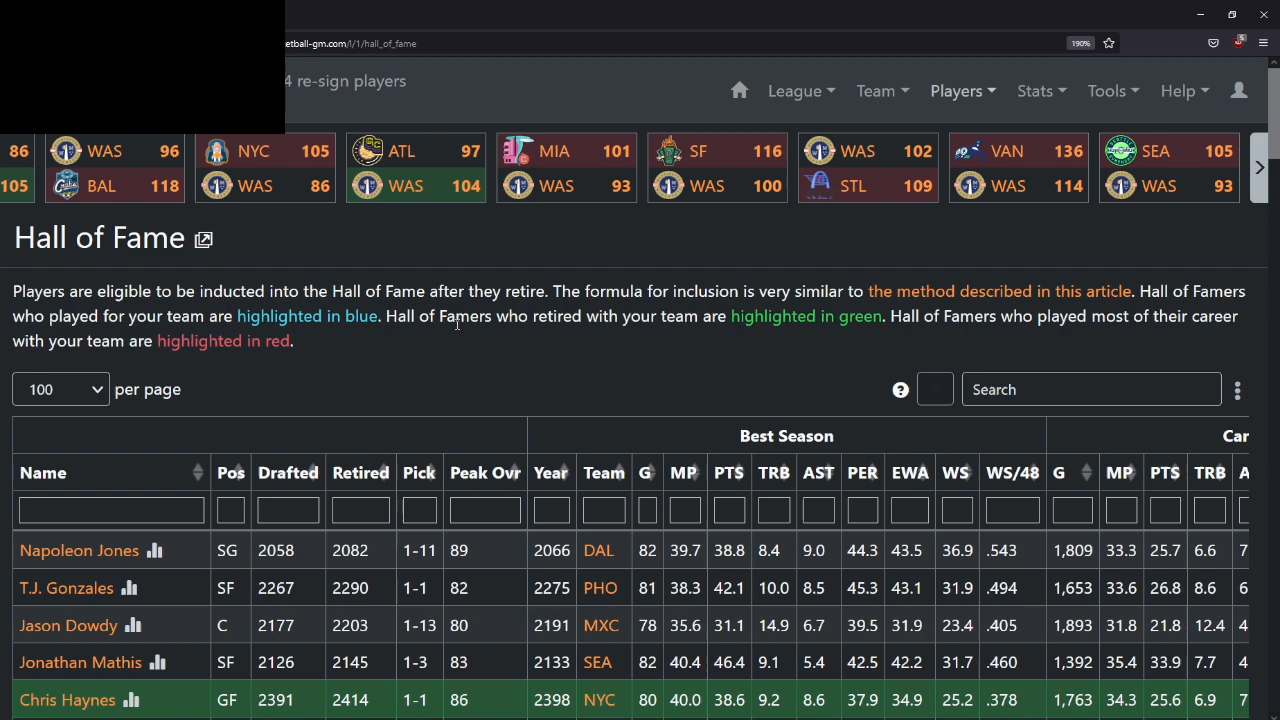 etball-gm.com/l/1/hall_of_fame 190% 5
4 re-sign players League Team Players Stats Tools Help
86 WAS 96 NYC 105 ATL 97 MIA 101 SF 116 WAS 102 VAN 136 SEA 105
105 BAL 118 WAS 86 WAS 104 WAS 93 WAS 100 STL 109 WAS 114 WAS 93
Hall of Fame
Players are eligible to be inducted into the Hall of Fame after they retire. The formula for inclusion is very similar to the method described in this article. Hall of Famers
who played for your team are highlighted in blue. Hall of Famers who retired with your team are highlighted in green. Hall of Famers who played most of their career
with your team are highlighted in red.
100 per page ? Search
Best Season Car
Name Pos Drafted Retired Pick Peak Ovr Year Team G MP PTS TRB AST PER EWA WS WS/48 G MP PTS TRB A
Napoleon Jones SG 2058 2082 1-11 89 2066 DAL 82 39.7 38.8 8.4 9.0 44.3 43.5 36.9 .543 1,809 33.3 25.7 6.6 7
T.J. Gonzales SF 2267 2290 1-1 82 2275 PHO 81 38.3 42.1 10.0 8.5 45.3 43.1 31.9 .494 1,653 33.6 26.8 8.6 6
Jason Dowdy C 2177 2203 1-13 80 2191 MXC 78 35.6 31.1 14.9 6.7 39.5 31.9 23.4 .405 1,893 31.8 21.8 12.4 4
Jonathan Mathis SF 2126 2145 1-3 83 2133 SEA 82 40.4 46.4 9.1 5.4 42.5 42.2 31.7 .460 1,392 35.4 33.9 7.7 4
Chris Haynes GF 2391 2414 1-1 86 2398 NYC 80 40.0 38.6 9.2 8.6 37.9 34.9 25.2 .378 1,763 34.3 25.6 6.9 7